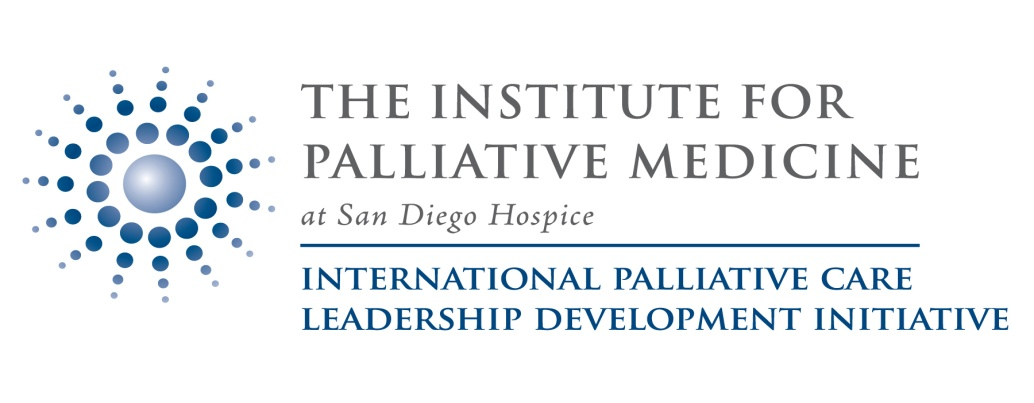 THE INSTITUTE FOR
PALLIATIVE MEDICINE
at San Diego Hospice
INTERNATIONAL PALLIATIVE CARE
LEADERSHIP DEVELOPMENT INITIATIVE